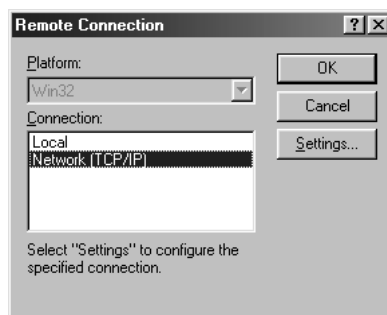 Remote Connection
Platform:
Win32
Connection:
Local
Network (TCP/IP)
Select "Settings" to configure the
specified connection.
OK
Cancel
Settings...